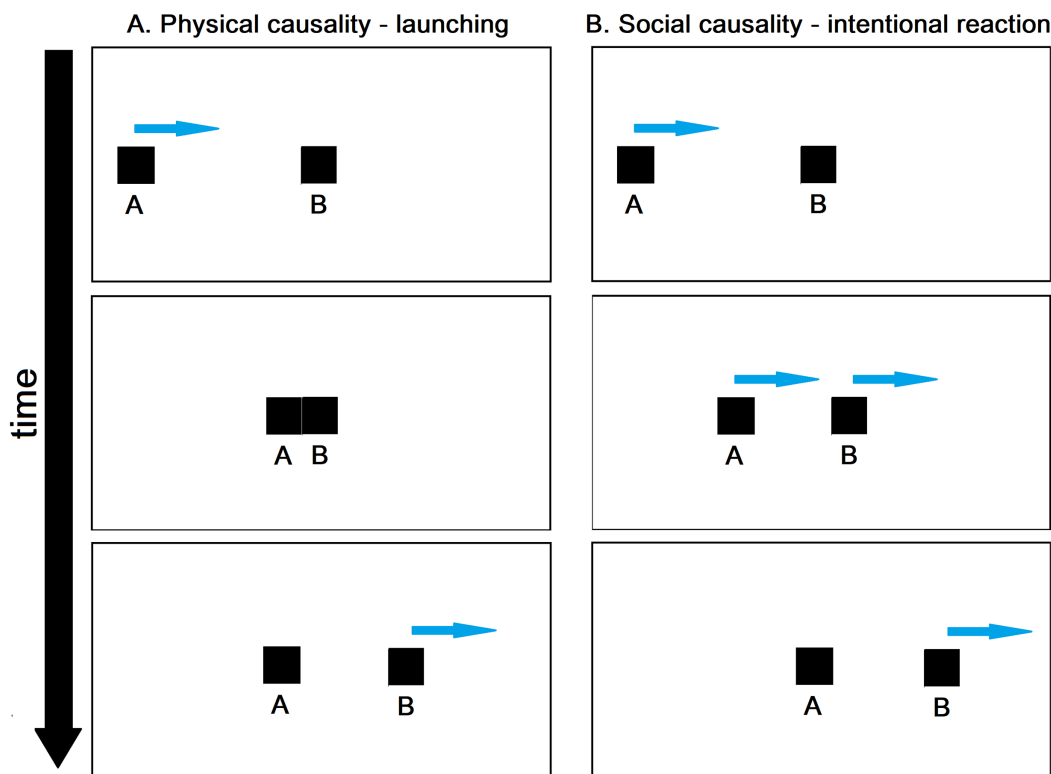 A. Physical causality - launching
B. Social causality - intentional reaction
time
A B
A B
A B
A B
A B
A B